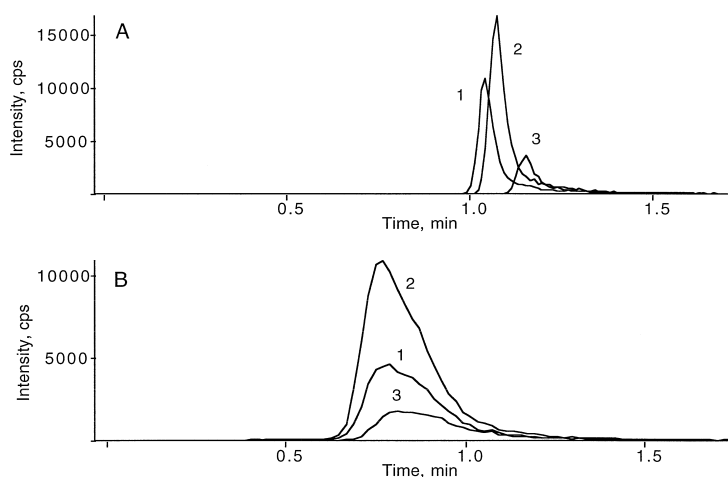 A
15000
10000
5000
Intensity, cps
1
2
3
0.5
1.0
1.5
Time, min
B
10000
5000
Intensity, cps
2
1
3
0.5
1.0
1.5
Time, min